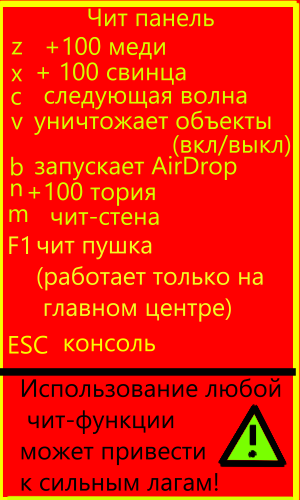 Чит панель
z +100 меди
x + 100 свинца
c следующая волна
v уничтожает объекты
(вкл/выкл)
b запускает AirDrop
n +100 тория
m чит-стена
F1 чит пушка
(работает только на
главном центре)
ESC консоль
Использование любой
чит-функции
может привести
к сильным лагам!